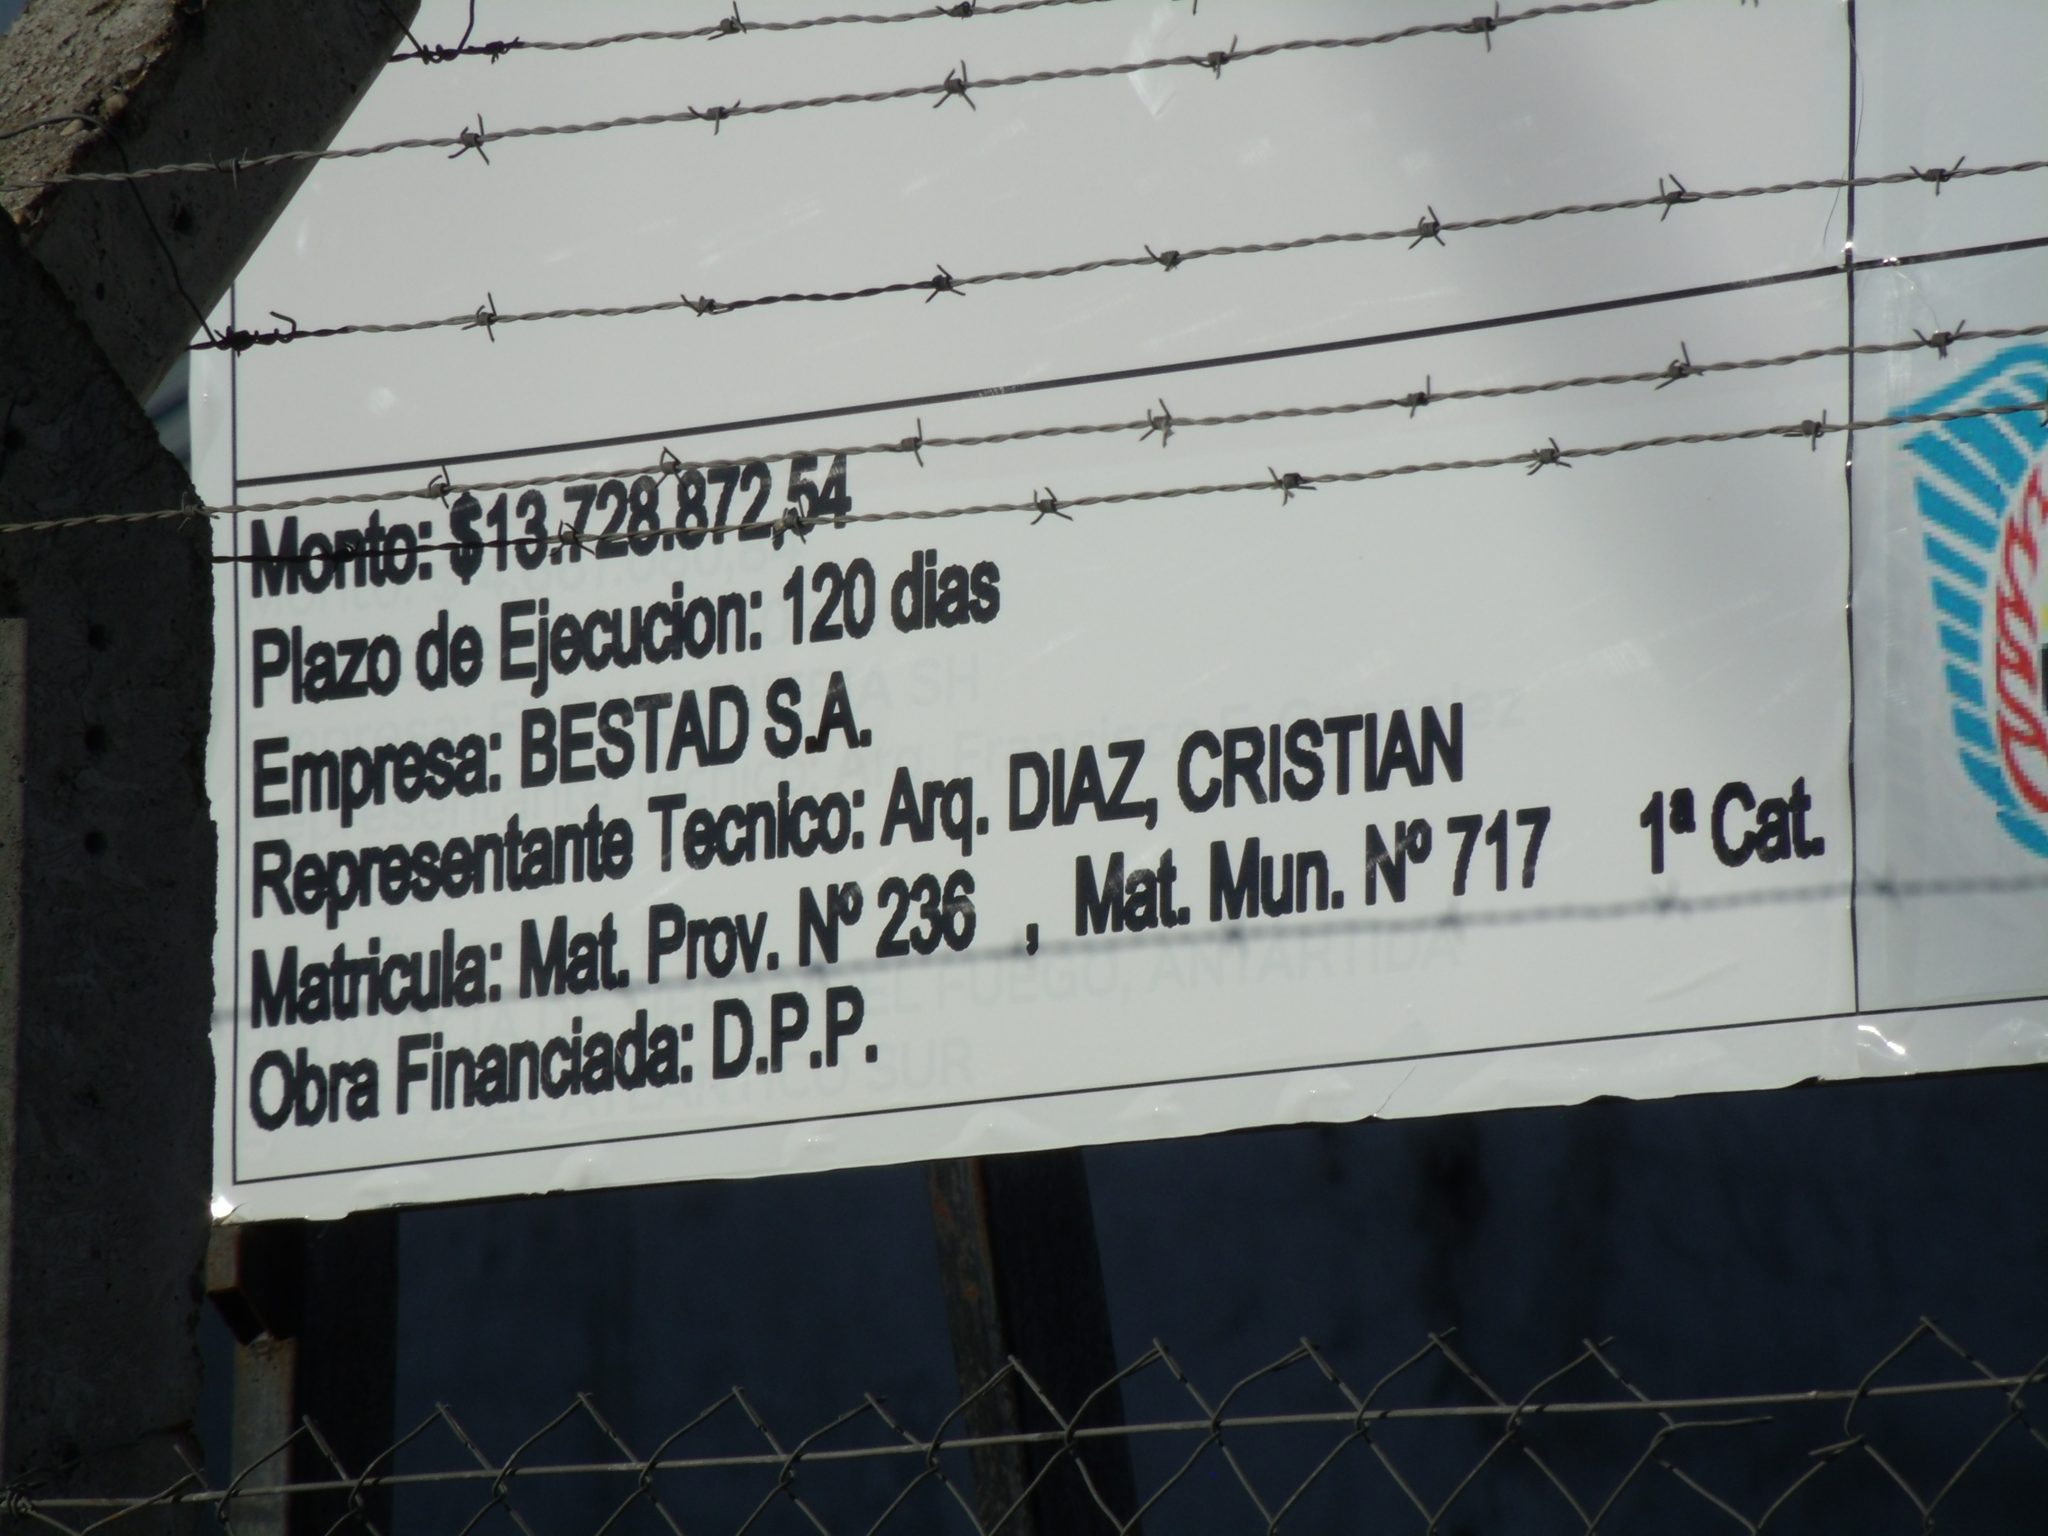 Monto: $13.728.872,54
Plazo de Ejecucion: 120 dias
Empresa: BESTAD S.A.
Representante Tecnico: Arq. DIAZ, CRISTIAN
Matricula: Mat. Prov. Nº 236 , Mat. Mun. Nº 717 1ª Cat.
Obra Financiada: D.P.P.